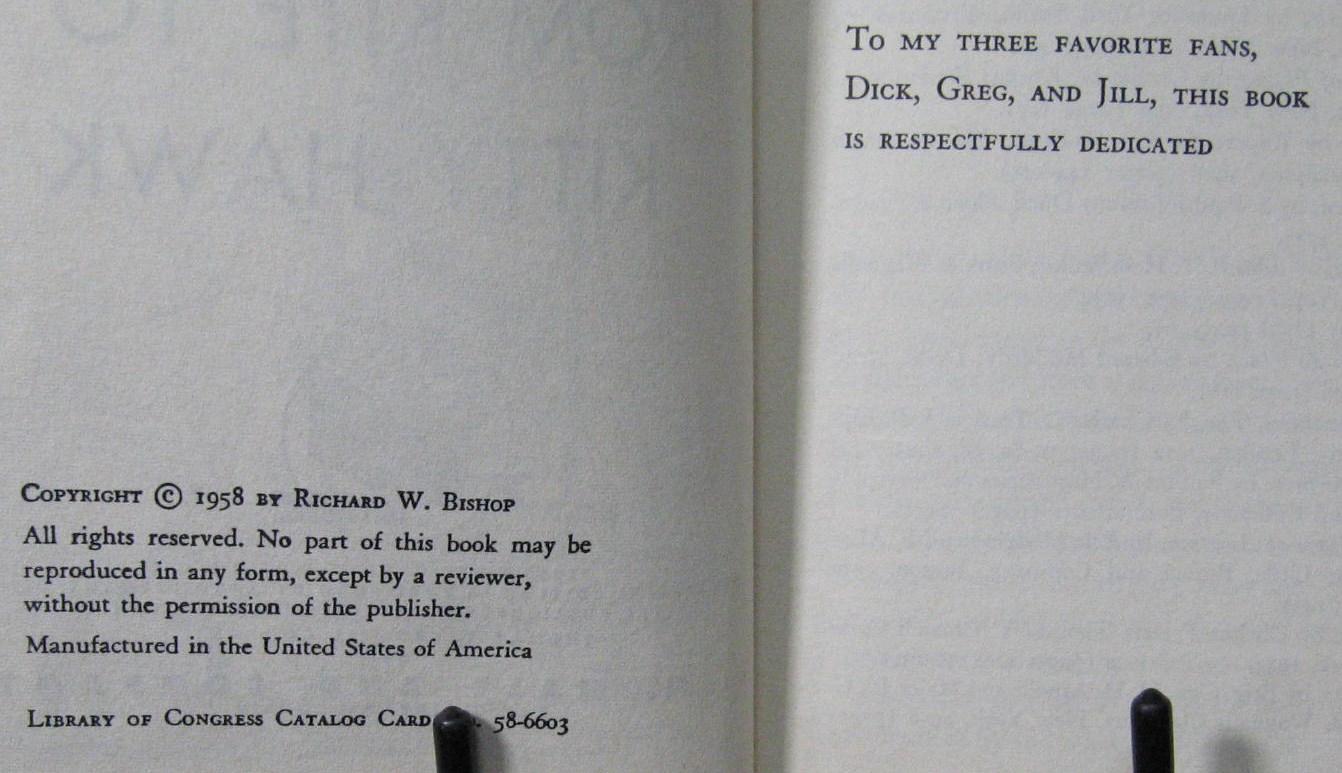 COPYRIGHT © 1958 BY RICHARD W. BISHOP
All rights reserved. No part of this book may be
reproduced in any form, except by a reviewer,
without the permission of the publisher.
Manufactured in the United States of America
LIBRARY OF CONGRESS CATALOG CARD 58-6603
TO MY THREE FAVORITE FANS,
DICK, GREG, AND JILL, THIS BOOK
IS RESPECTFULLY DEDICATED